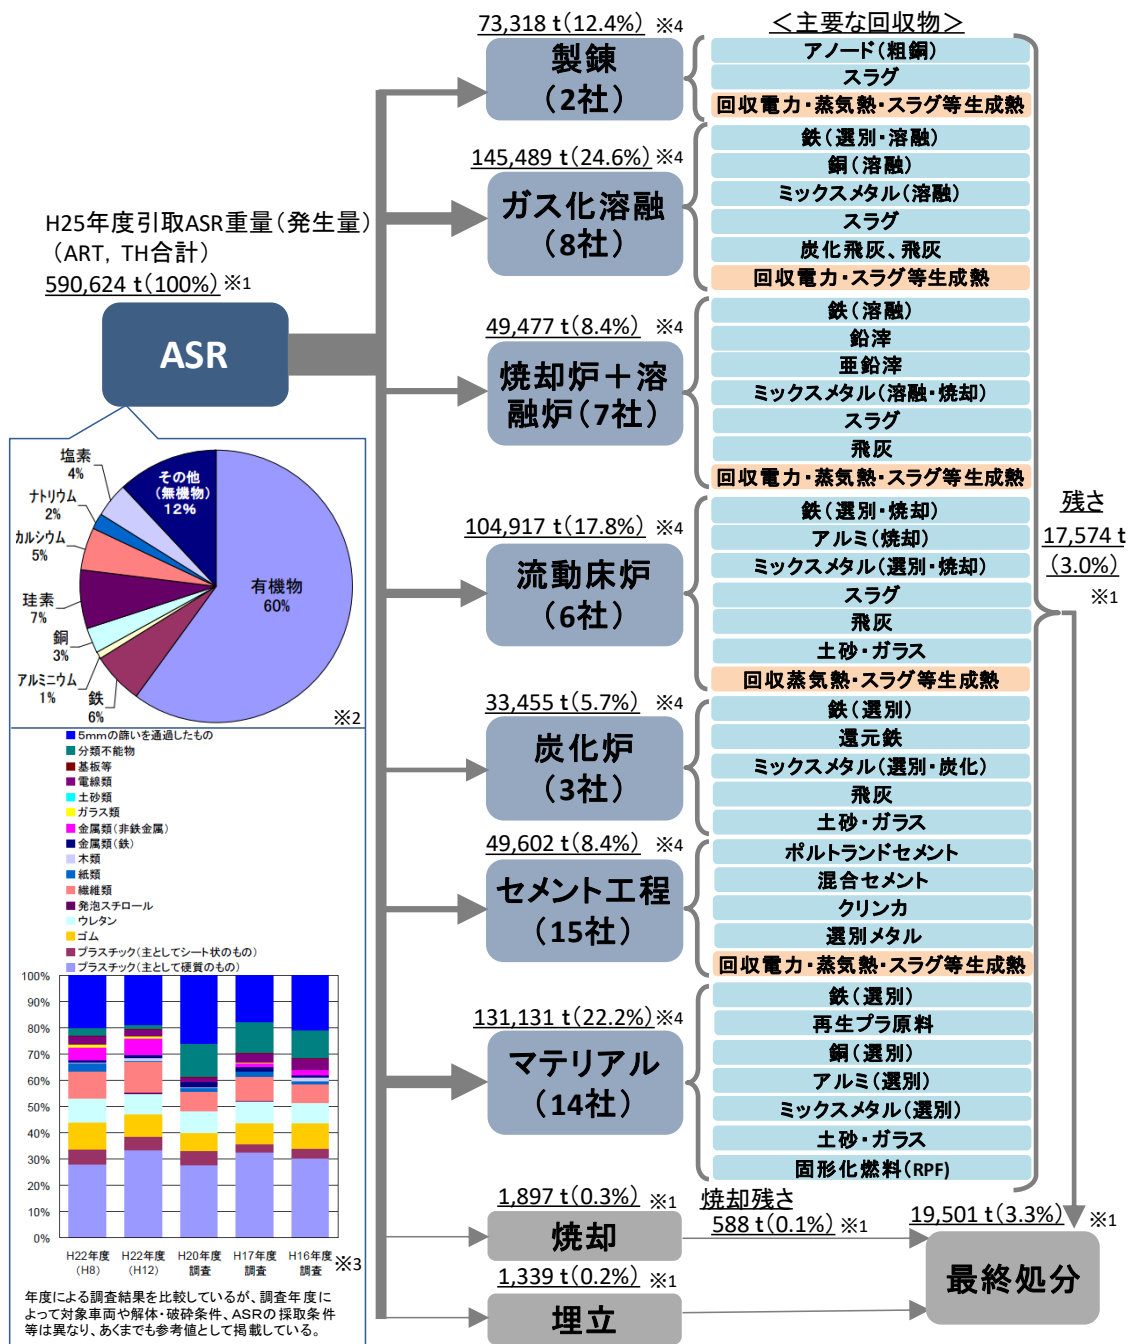 H25年度引取ASR重量（発生量）
（ART，TH合計）
590,624 t（100%）※1
ASR
塩素
4%
ナトリウム
2%
カルシウム
5%
珪素
7%
銅
3%
アルミニウム
1%
鉄
6%
その他
（無機物）
12%
有機物
60%
※2
5mmの篩いを通過したもの
分類不能物
基板等
電線類
土砂類
ガラス類
金属類（非鉄金属）
金属類（鉄）
木類
紙類
繊維類
発泡スチロール
ウレタン
ゴム
プラスチック（主としてシート状のもの）
プラスチック（主として硬質のもの）
100%
90%
80%
70%
60%
50%
40%
30%
20%
10%
0%
H22年度
（H8）
H22年度
（H12）
H20年度
調査
H17年度
調査
H16年度
調査
※3
年度による調査結果を比較しているが、調査年度に
よって対象車両や解体・破砕条件、ASRの採取条件
等は異なり、あくまでも参考値として掲載している。
＜主要な回収物＞
73,318 t（12.4%）※4
製錬
（2社）
アノード（粗銅）
スラグ
回収電力・蒸気熱・スラグ等生成熱
145,489 t（24.6%）※4
ガス化溶融
（8社）
鉄（選別・溶融）
銅（溶融）
ミックスメタル（溶融）
スラグ
炭化飛灰、飛灰
回収電力・スラグ等生成熱
49,477 t（8.4%）※4
焼却炉＋溶
融炉（7社）
鉄（溶融）
鉛滓
亜鉛滓
ミックスメタル（溶融・焼却）
スラグ
飛灰
回収電力・蒸気熱・スラグ等生成熱
104,917 t（17.8%）※4
流動床炉
（6社）
鉄（選別・焼却）
アルミ（焼却）
ミックスメタル（選別・焼却）
スラグ
飛灰
土砂・ガラス
回収蒸気熱・スラグ等生成熱
33,455 t（5.7%）※4
炭化炉
（3社）
鉄（選別）
還元鉄
ミックスメタル（選別・炭化）
飛灰
土砂・ガラス
49,602 t（8.4%）※4
セメント工程
（15社）
ポルトランドセメント
混合セメント
クリンカ
選別メタル
回収電力・蒸気熱・スラグ等生成熱
131,131 t（22.2%）※4
マテリアル
（14社）
鉄（選別）
再生プラ原料
銅（選別）
アルミ（選別）
ミックスメタル（選別）
土砂・ガラス
固形化燃料（RPF）
残さ
17,574 t
（3.0%）
※1
1,897 t（0.3%）※1
焼却
焼却残さ
588 t（0.1%）※1
1,339 t（0.2%）※1
埋立
19,501 t（3.3%）※1
最終処分